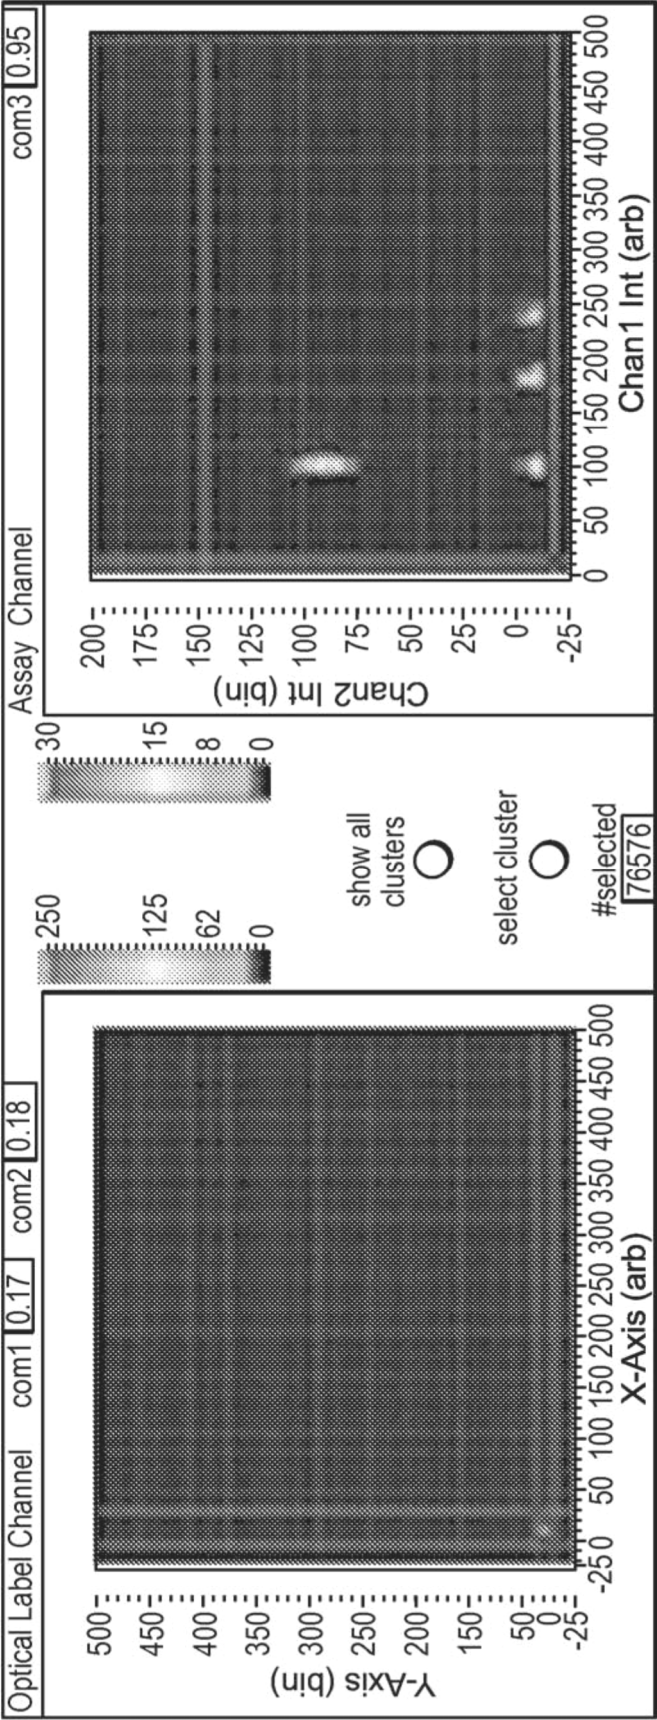 Optical Label Channel com1 0.17 com2 0.18
500
450
400
350
300
250
200
150
100
50
0
-25
Y-Axis (bin)
-25 0 50 100 150 200 250 300 350 400 450 500
X-Axis (arb)
250
125
62
0
30
15
8
0
show all
clusters
select cluster
#selected
76576
Assay Channel com3 0.95
200
175
150
125
100
75
50
25
0
-25
Chan2 Int (bin)
0 50 100 150 200 250 300 350 400 450 500
Chan1 Int (arb)